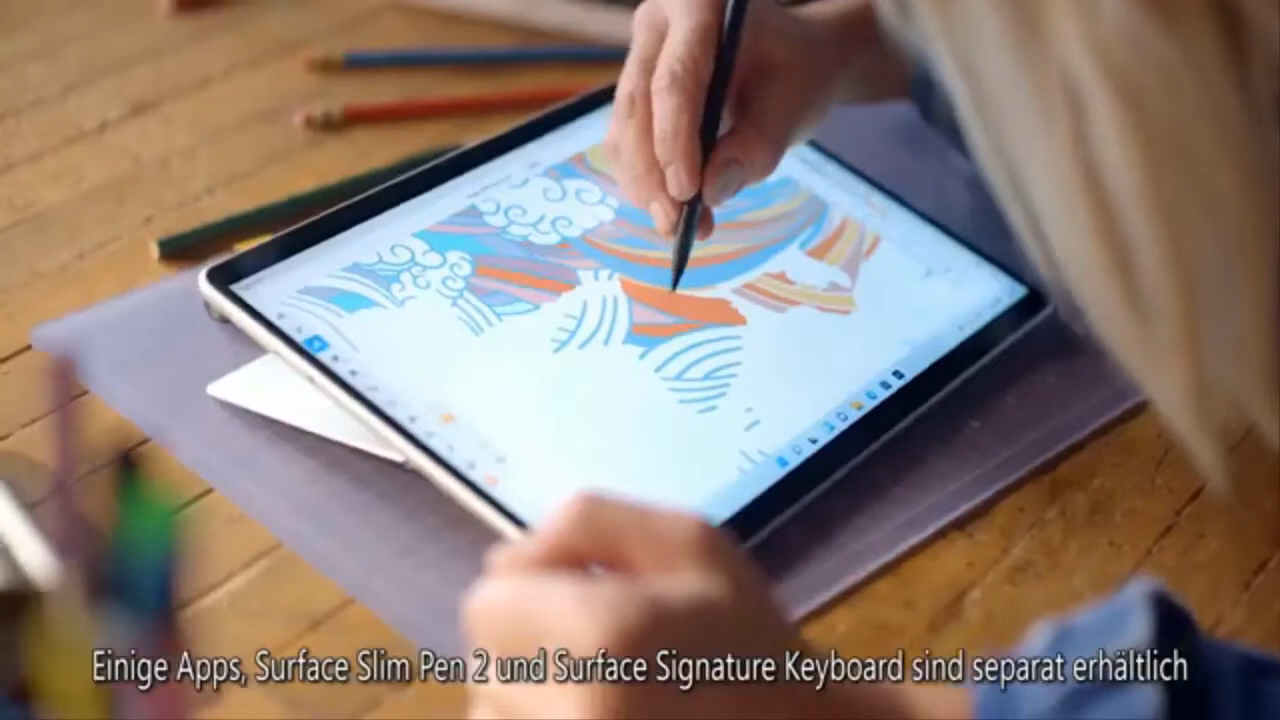 Einige Apps, Surface Slim Pen 2 und Surface Signature Keyboard sind separat erhältlich